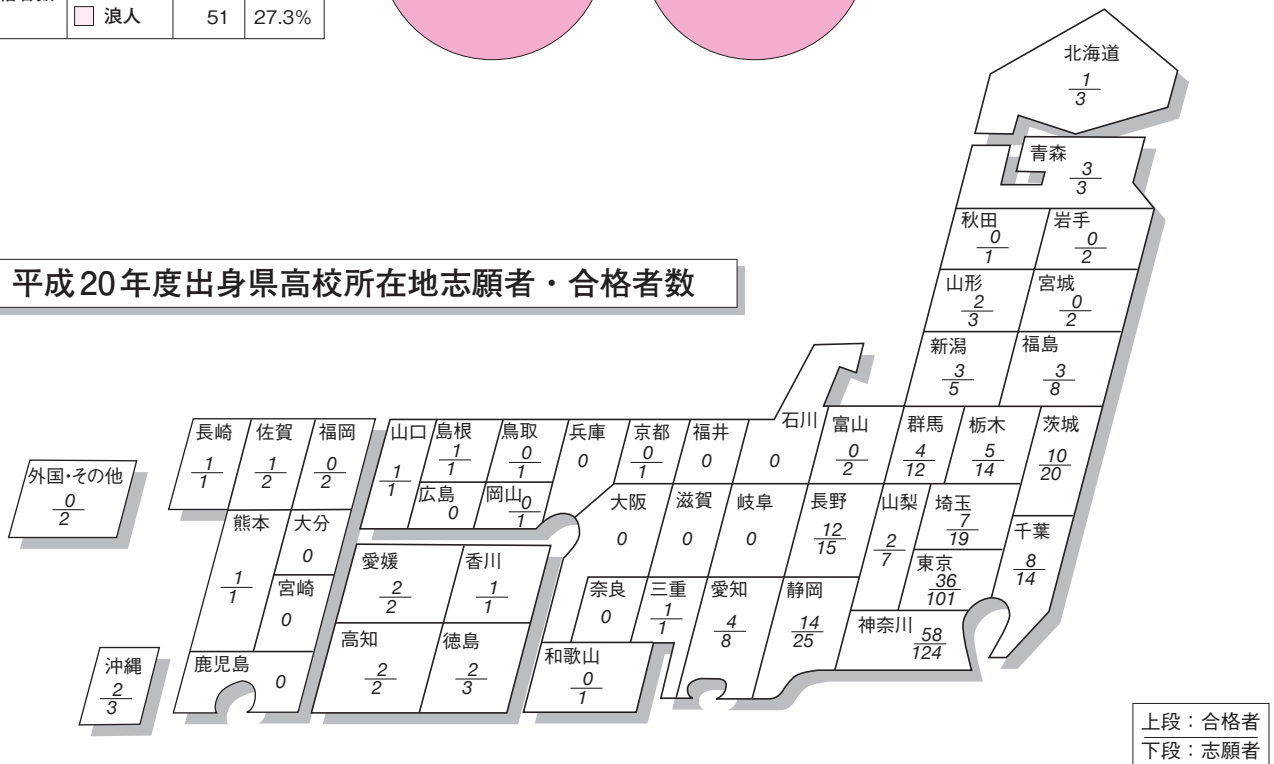 浪人 51 27.3%
北海道
1
3
青森
3
3
秋田
0
1
岩手
0
2
山形
2
3
宮城
0
2
平成20年度出身県高校所在地志願者・合格者数
新潟
3
5
福島
3
8
長崎
1
1
佐賀
1
2
福岡
0
2
山口
1
1
島根
1
1
鳥取
0
1
兵庫
0
京都
0
1
福井
0
石川
0
富山
0
2
群馬
4
12
栃木
5
14
茨城
10
20
外国・その他
0
2
広島
0
岡山
0
1
大阪
0
滋賀
0
岐阜
0
長野
12
15
山梨
2
7
埼玉
7
19
千葉
8
14
熊本
1
1
大分
0
宮崎
0
愛媛
2
2
香川
1
1
奈良
0
三重
1
1
愛知
4
8
静岡
14
25
東京
36
101
神奈川
58
124
沖縄
2
3
鹿児島
0
高知
2
2
徳島
2
3
和歌山
0
1
上段:合格者
下段:志願者